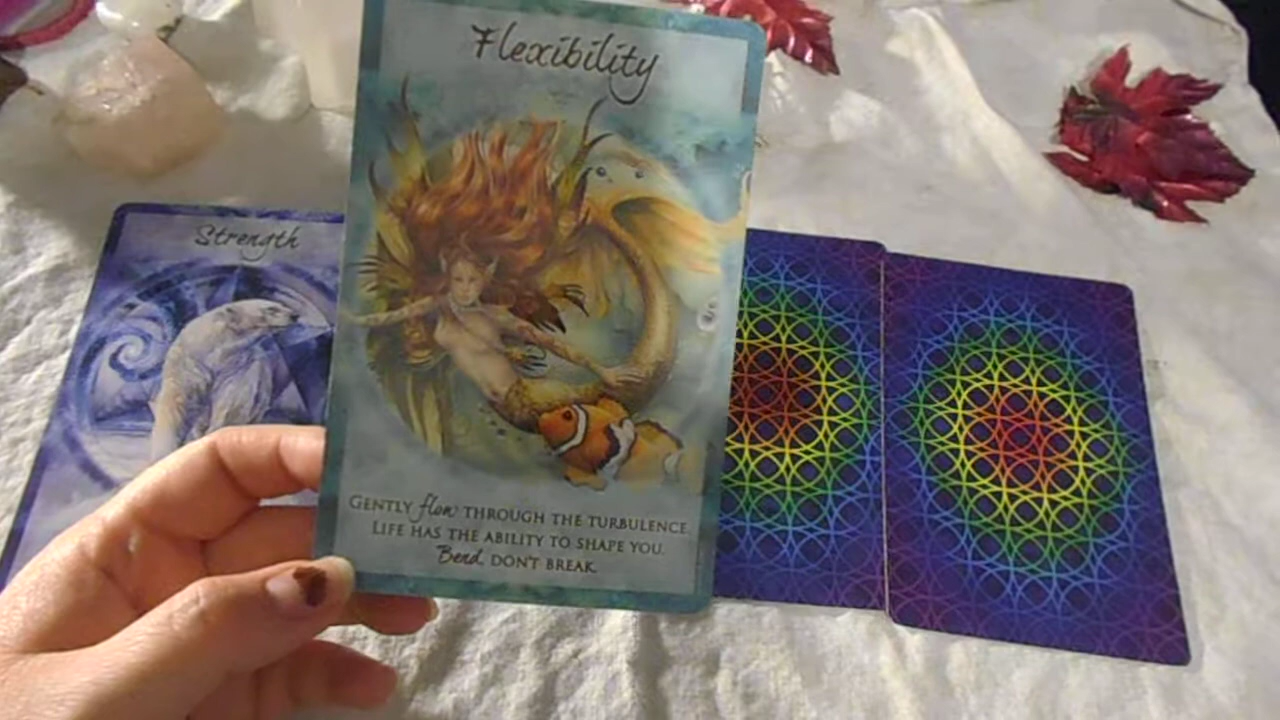 Flexibility
Strength
GENTLY flow THROUGH THE TURBULENCE.
LIFE HAS THE ABILITY TO SHAPE YOU.
Bend, DON'T BREAK.